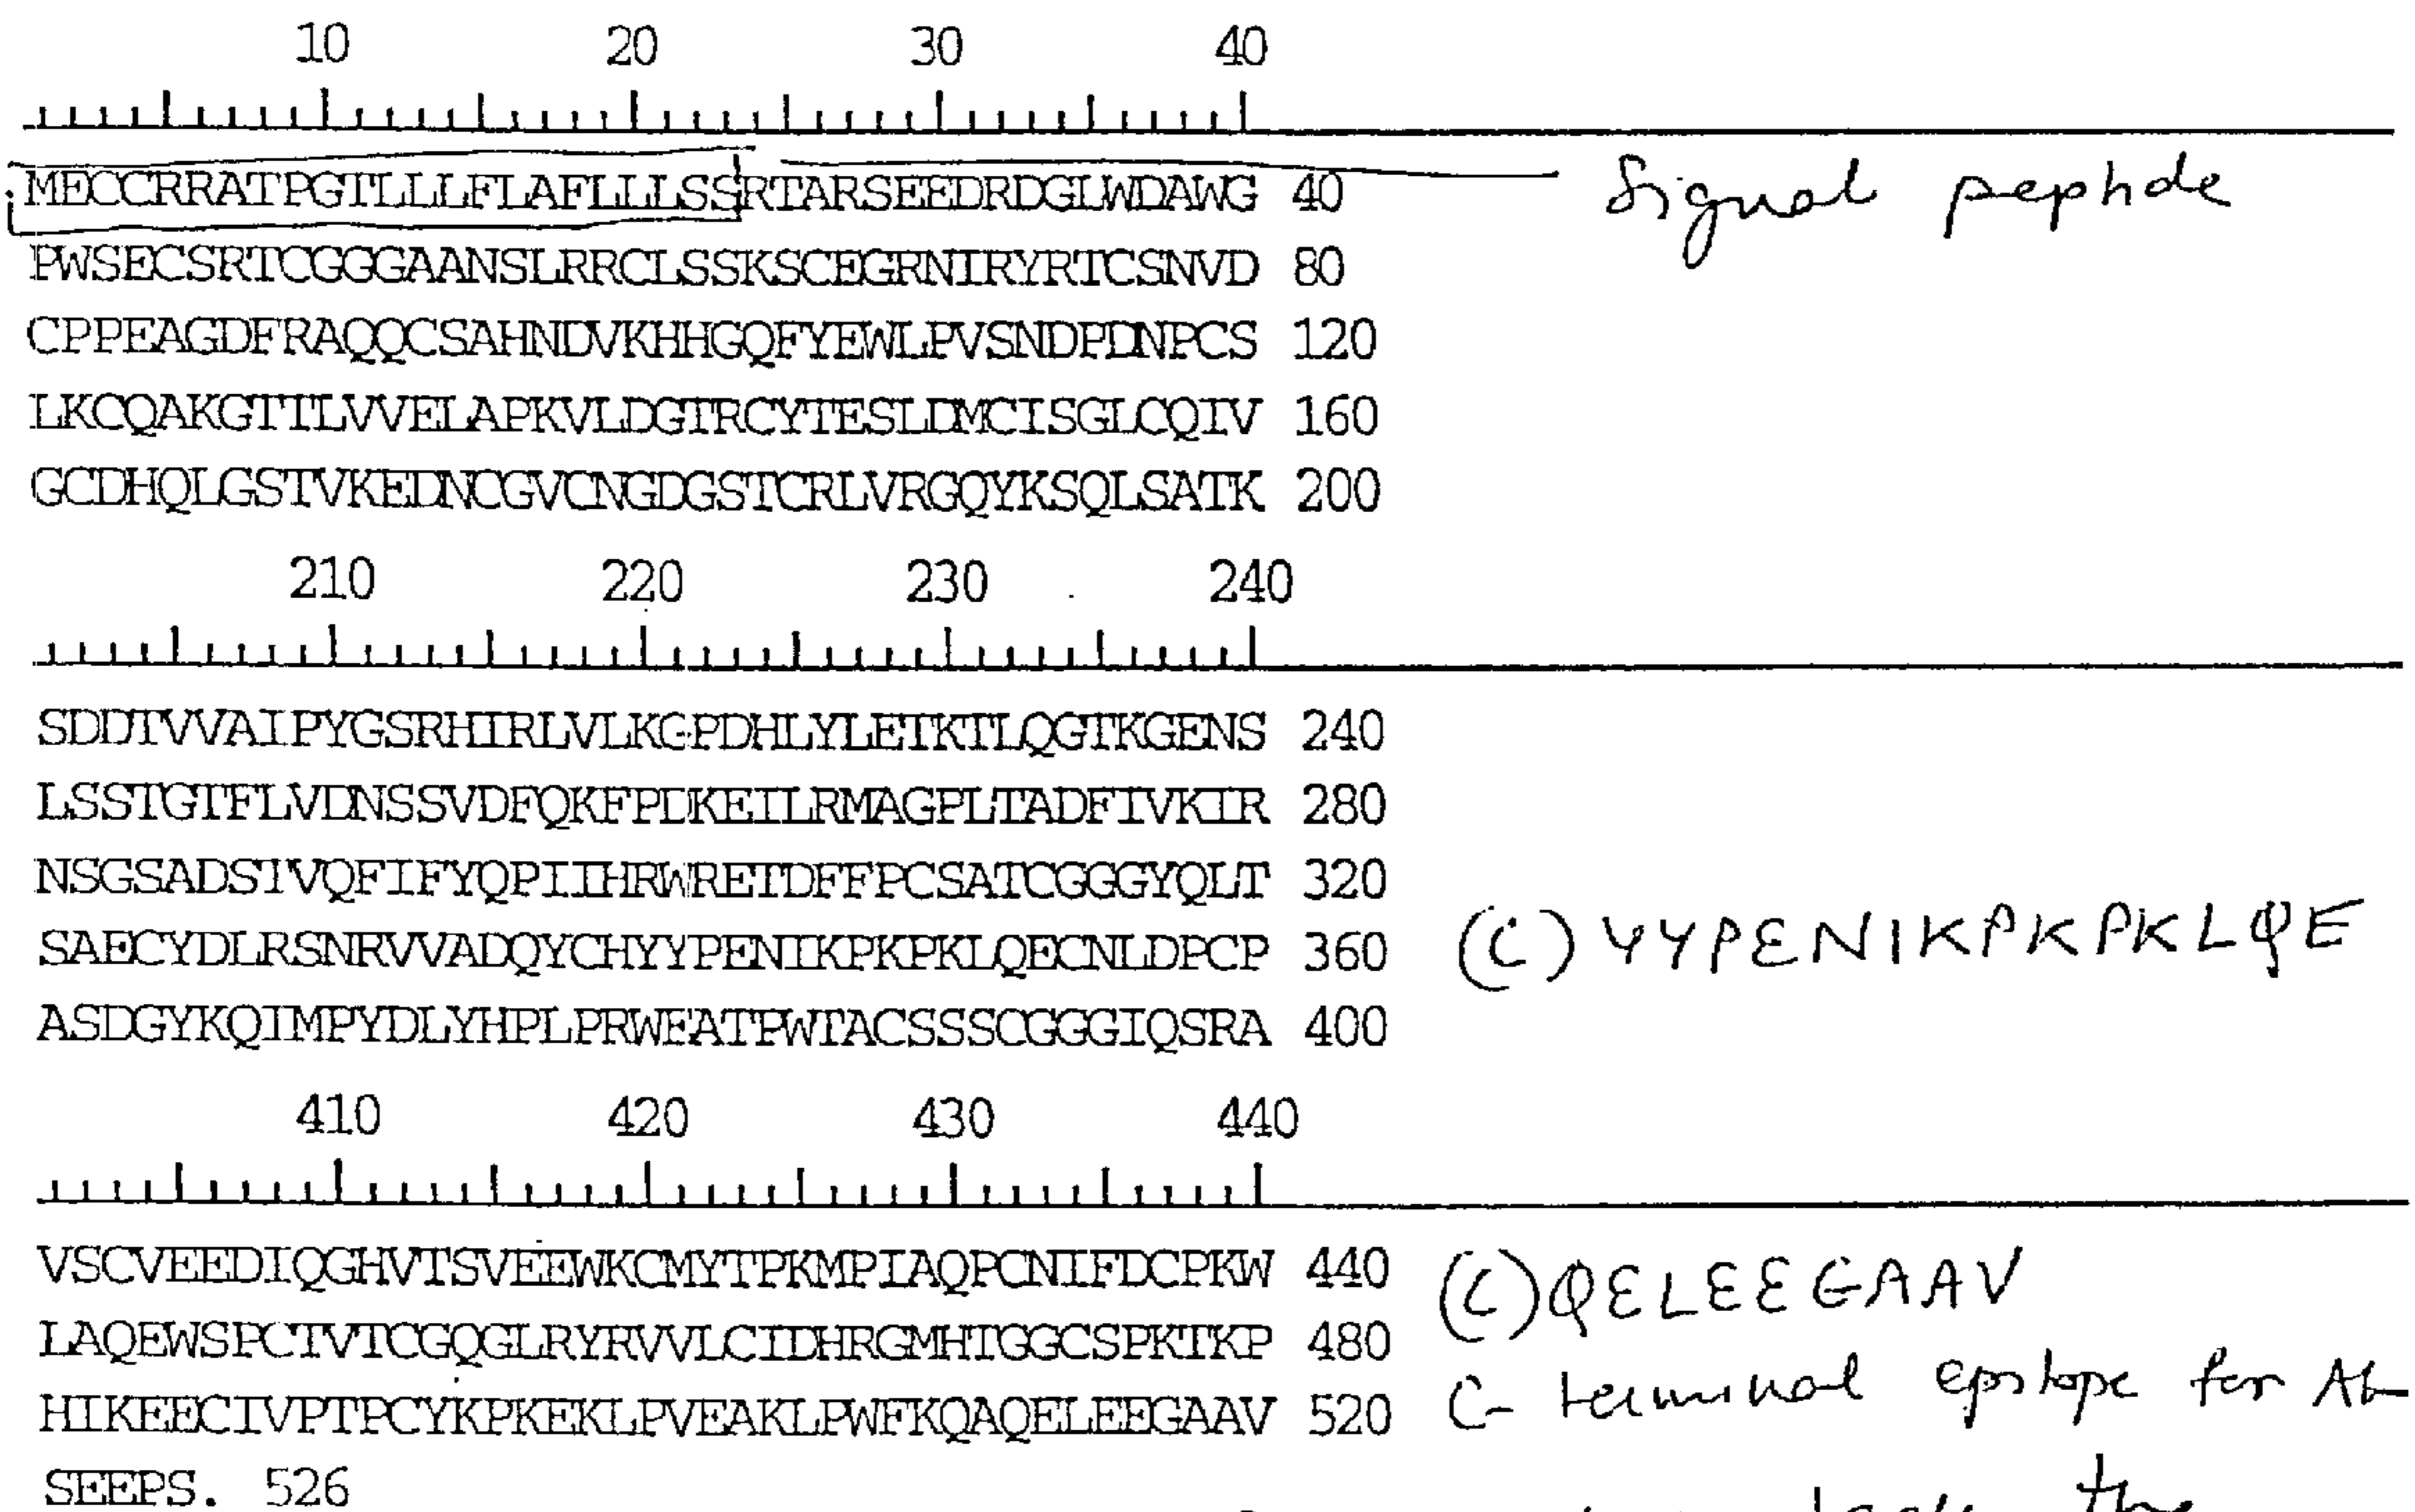 10 20 30 40
MECCRRATPGTLLLFLAFLLLSSRTARSEEDRDGLWDAWG 40 Signal peptide
PWSECSRTCGGGAANSLRRCLSSKSCEGRNIRYRTCSNVD 80
CPPEAGDFRAQQCSAHNDVKHHGQFYEWLPVSNDPDNPCS 120
LKCQAKGTTLVVELAPKVLDGTRCYTESLDMCISGLCQIV 160
GCDHQLGSTVKEDNCGVCNGDGSTCRLVRGQYKSQLSATK 200
210 220 230 240
SDDTVVAIPYGSRHIRLVLKGPDHLYLETKTLQGTKGENS 240
LSSTGTFLVDNSSVDFQKFPDKEILRMAGPLTADFIVKIR 280
NSGSADSTVQFIFYQPIIHRWRETDFFPCSATCGGGYQLT 320
SAECYDLRSNRVVADQYCHYYPENIKPKPKLQECNLDPCP 360 (C) YYPENIKPKPKLQE
ASDGYKQIMPYDLYHPLPRWEATPWTACSSSCGGGIQSRA 400
410 420 430 440
VSCVEEDIQGHVTSVEEWKCMYTPKMPIAQPCNIFDCPKW 440 (C) QELEEGAAV
LAQEWSPCTVTCGQGLRYRVVLCIDHRGMHTGGCSPKTKP 480
HIKEECIVPTPCYKPKEKLPVEAKLPWFKQAQELEEGAAV 520 C- terminal epitope for Ab
SEEPS. 526 the